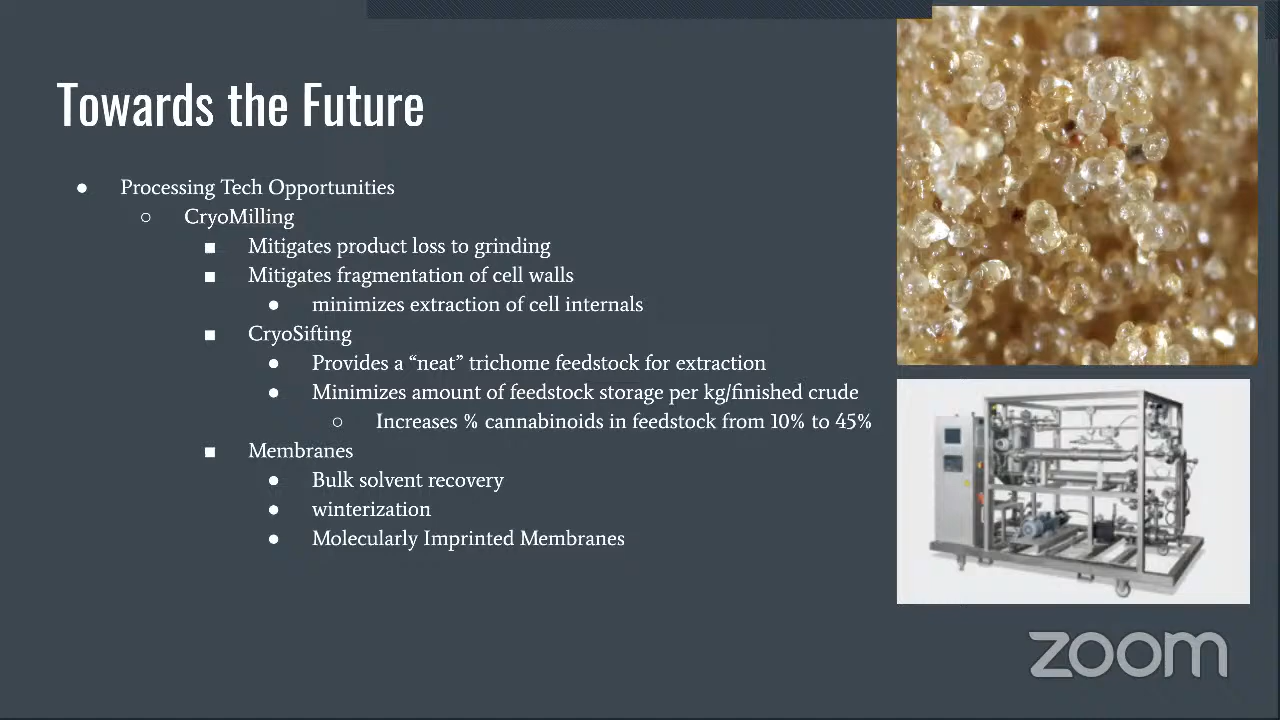 Towards the Future
● Processing Tech Opportunities
○ CryoMilling
■ Mitigates product loss to grinding
■ Mitigates fragmentation of cell walls
● minimizes extraction of cell internals
■ CryoSifting
● Provides a “neat” trichome feedstock for extraction
● Minimizes amount of feedstock storage per kg/finished crude
○ Increases % cannabinoids in feedstock from 10% to 45%
■ Membranes
● Bulk solvent recovery
● winterization
● Molecularly Imprinted Membranes
zoom